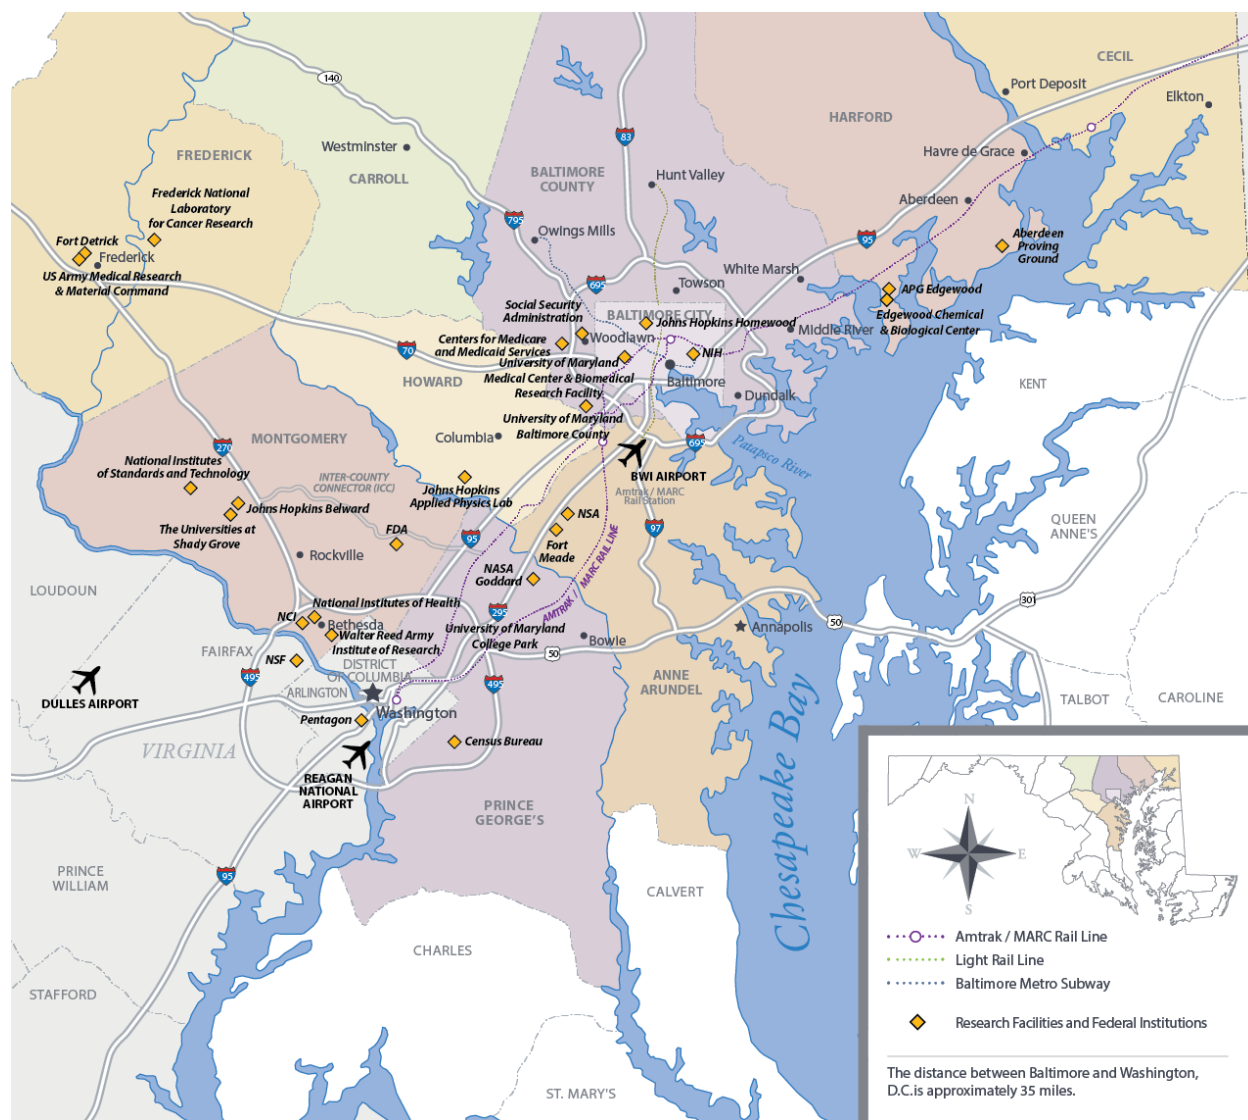 CECIL
Port Deposit
Elkton
140
HARFORD
83
Westminster
Havre de Grace
FREDERICK
CARROLL
BALTIMORE
COUNTY
Hunt Valley
Frederick National
Laboratory
for Cancer Research
Aberdeen
795
Owings Mills
95
Aberdeen
Proving
Ground
Fort Detrick
Frederick
US Army Medical Research
& Material Command
White Marsh
695
Towson
APG Edgewood
Social Security
Administration
BALTIMORE CITY
Johns Hopkins Homewood
Edgewood Chemical
& Biological Center
Middle River
Centers for Medicare
and Medicaid Services
Woodlawn
70
NIH
University of Maryland
Medical Center & Biomedical
Research Facility
HOWARD
Baltimore
KENT
Dundalk
University of Maryland
Baltimore County
MONTGOMERY
Columbia
270
695
Patapsco River
National Institutes
of Standards and Technology
INTER-COUNTY
CONNECTOR (ICC)
BWI AIRPORT
Amtrak / MARC
Rail Station
Johns Hopkins
Applied Physics Lab
Johns Hopkins Belward
The Universities at
Shady Grove
FDA
NSA
97
QUEEN
ANNE'S
95
Fort
Meade
Rockville
NASA
Goddard
AMTRAK / MARC RAIL LINE
LOUDOUN
National Institutes of Health
NCI
Bethesda
295
301
University of Maryland
College Park
Walter Reed Army
Institute of Research
Bowie
50
Annapolis
50
FAIRFAX
NSF
DISTRICT
OF COLUMBIA
495
495
ARLINGTON
ANNE
ARUNDEL
TALBOT
CAROLINE
DULLES AIRPORT
Washington
Pentagon
Census Bureau
VIRGINIA
REAGAN
NATIONAL
AIRPORT
PRINCE
GEORGE'S
Chesapeake Bay
PRINCE
WILLIAM
95
CALVERT
CHARLES
STAFFORD
ST. MARY'S
N
W
E
S
Amtrak / MARC Rail Line
Light Rail Line
Baltimore Metro Subway
Research Facilities and Federal Institutions
The distance between Baltimore and Washington,
D.C.is approximately 35 miles.